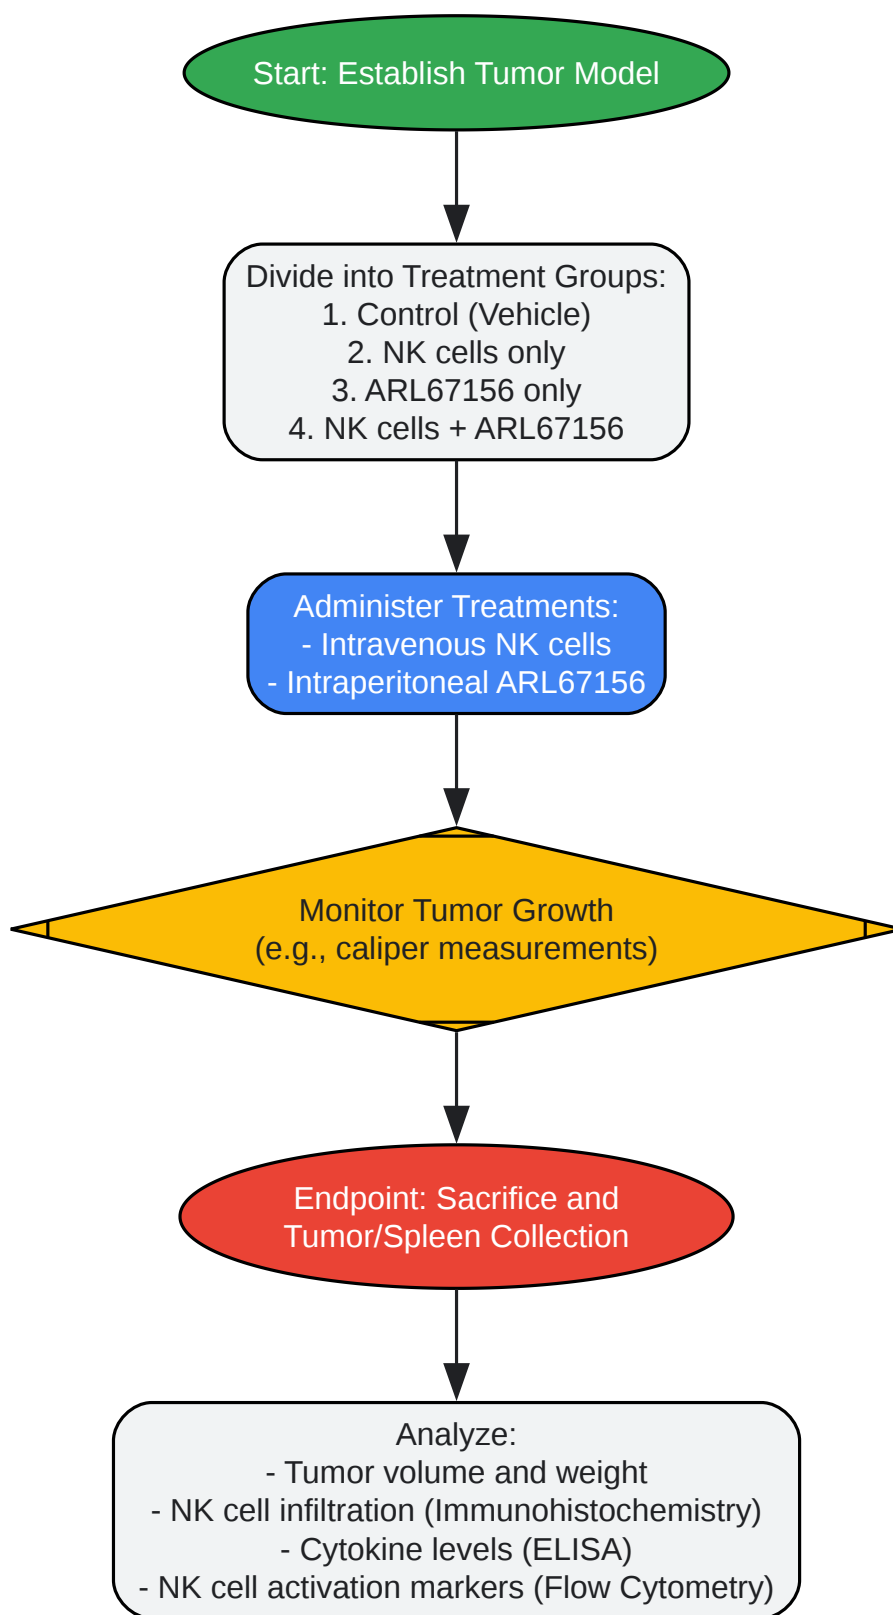 Start: Establish Tumor Model
Divide into Treatment Groups:
1. Control (Vehicle)
2. NK cells only
3. ARL67156 only
4. NK cells + ARL67156
Administer Treatments:
- Intravenous NK cells
- Intraperitoneal ARL67156
Monitor Tumor Growth
(e.g., caliper measurements)
Endpoint: Sacrifice and
Tumor/Spleen Collection
Analyze:
- Tumor volume and weight
- NK cell infiltration (Immunohistochemistry)
- Cytokine levels (ELISA)
- NK cell activation markers (Flow Cytometry)